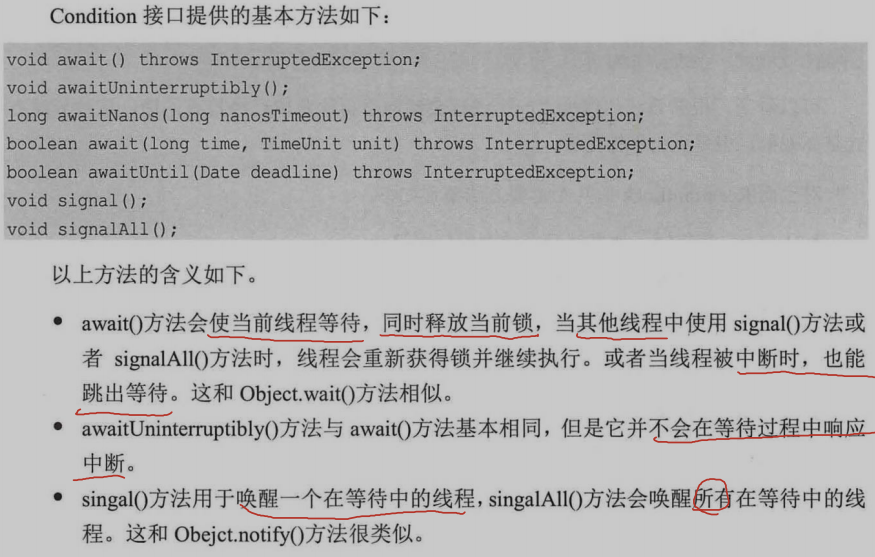 Condition 接口提供的基本方法如下：
void await() throws InterruptedException;
void awaitUninterruptibly();
long awaitNanos(long nanosTimeout) throws InterruptedException;
boolean await(long time, TimeUnit unit) throws InterruptedException;
boolean awaitUntil(Date deadline) throws InterruptedException;
void signal();
void signalAll();
以上方法的含义如下。
● await()方法会使当前线程等待，同时释放当前锁，当其他线程中使用 signal()方法或
者 signalAll()方法时，线程会重新获得锁并继续执行。或者当线程被中断时，也能
跳出等待。这和 Object.wait()方法相似。
● awaitUninterruptibly()方法与 await()方法基本相同，但是它并不会在等待过程中响应
中断。
● singal()方法用于唤醒一个在等待中的线程，singalAll()方法会唤醒所有在等待中的线
程。这和 Obejct.notify()方法很类似。